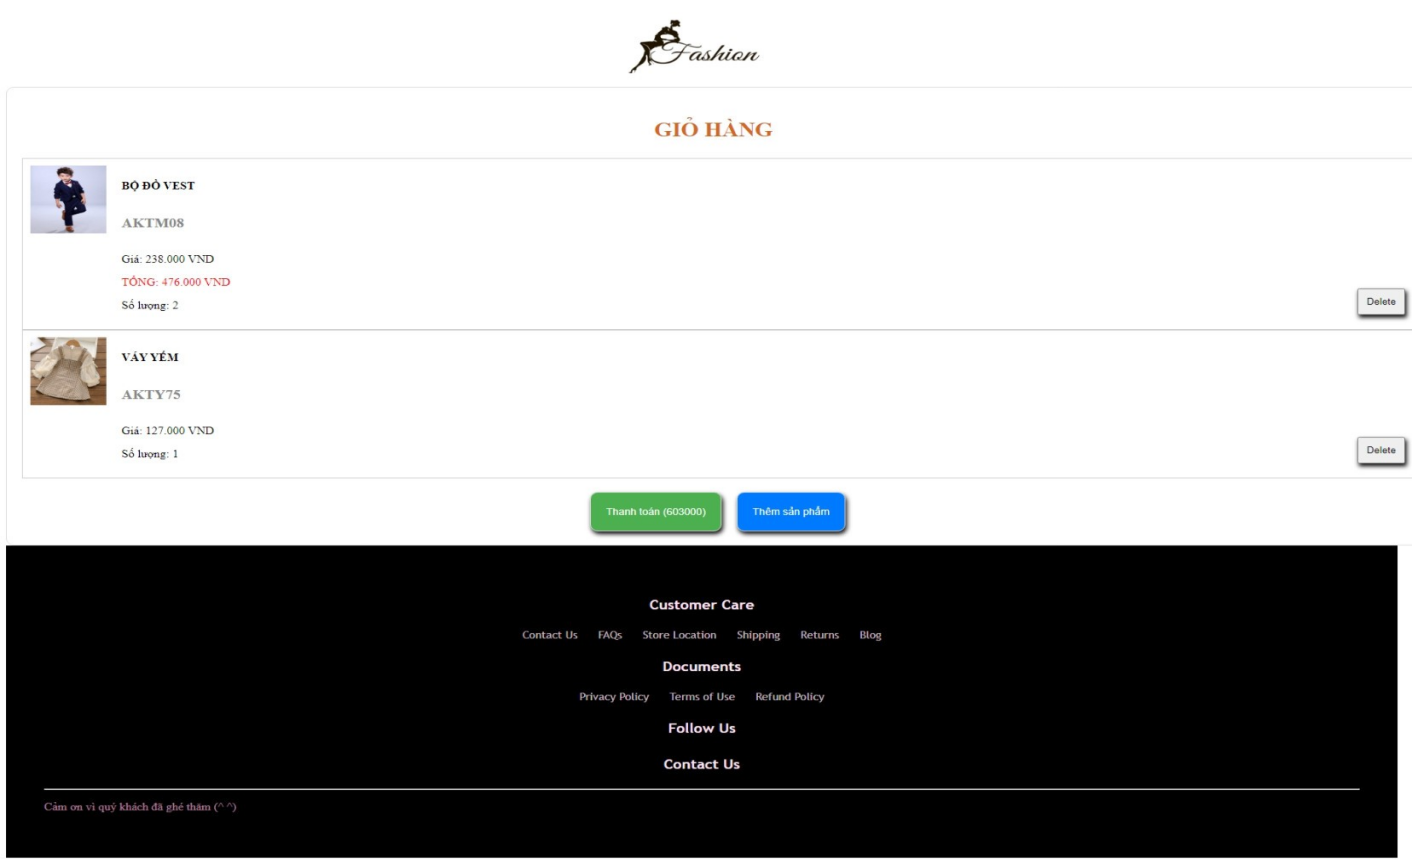 Fashion
GIỎ HÀNG
BỘ ĐỒ VEST
AKTM08
Giá: 238.000 VND
TỔNG: 476.000 VND
Số lượng: 2
Delete
VÁY YẾM
AKTY75
Giá: 127.000 VND
Số lượng: 1
Delete
Thanh toán (603000) Thêm sản phẩm
Customer Care
Contact Us FAQs Store Location Shipping Returns Blog
Documents
Privacy Policy Terms of Use Refund Policy
Follow Us
Contact Us
Cảm ơn vì quý khách đã ghé thăm (^ ^)